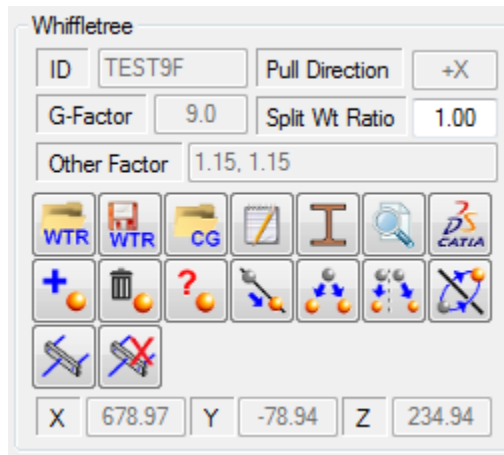 Whiffletree
ID TEST9F Pull Direction +X
G-Factor 9.0 Split Wt Ratio 1.00
Other Factor 1.15, 1.15
WTR WTR CG CATIA
+ ?
X 678.97 Y -78.94 Z 234.94